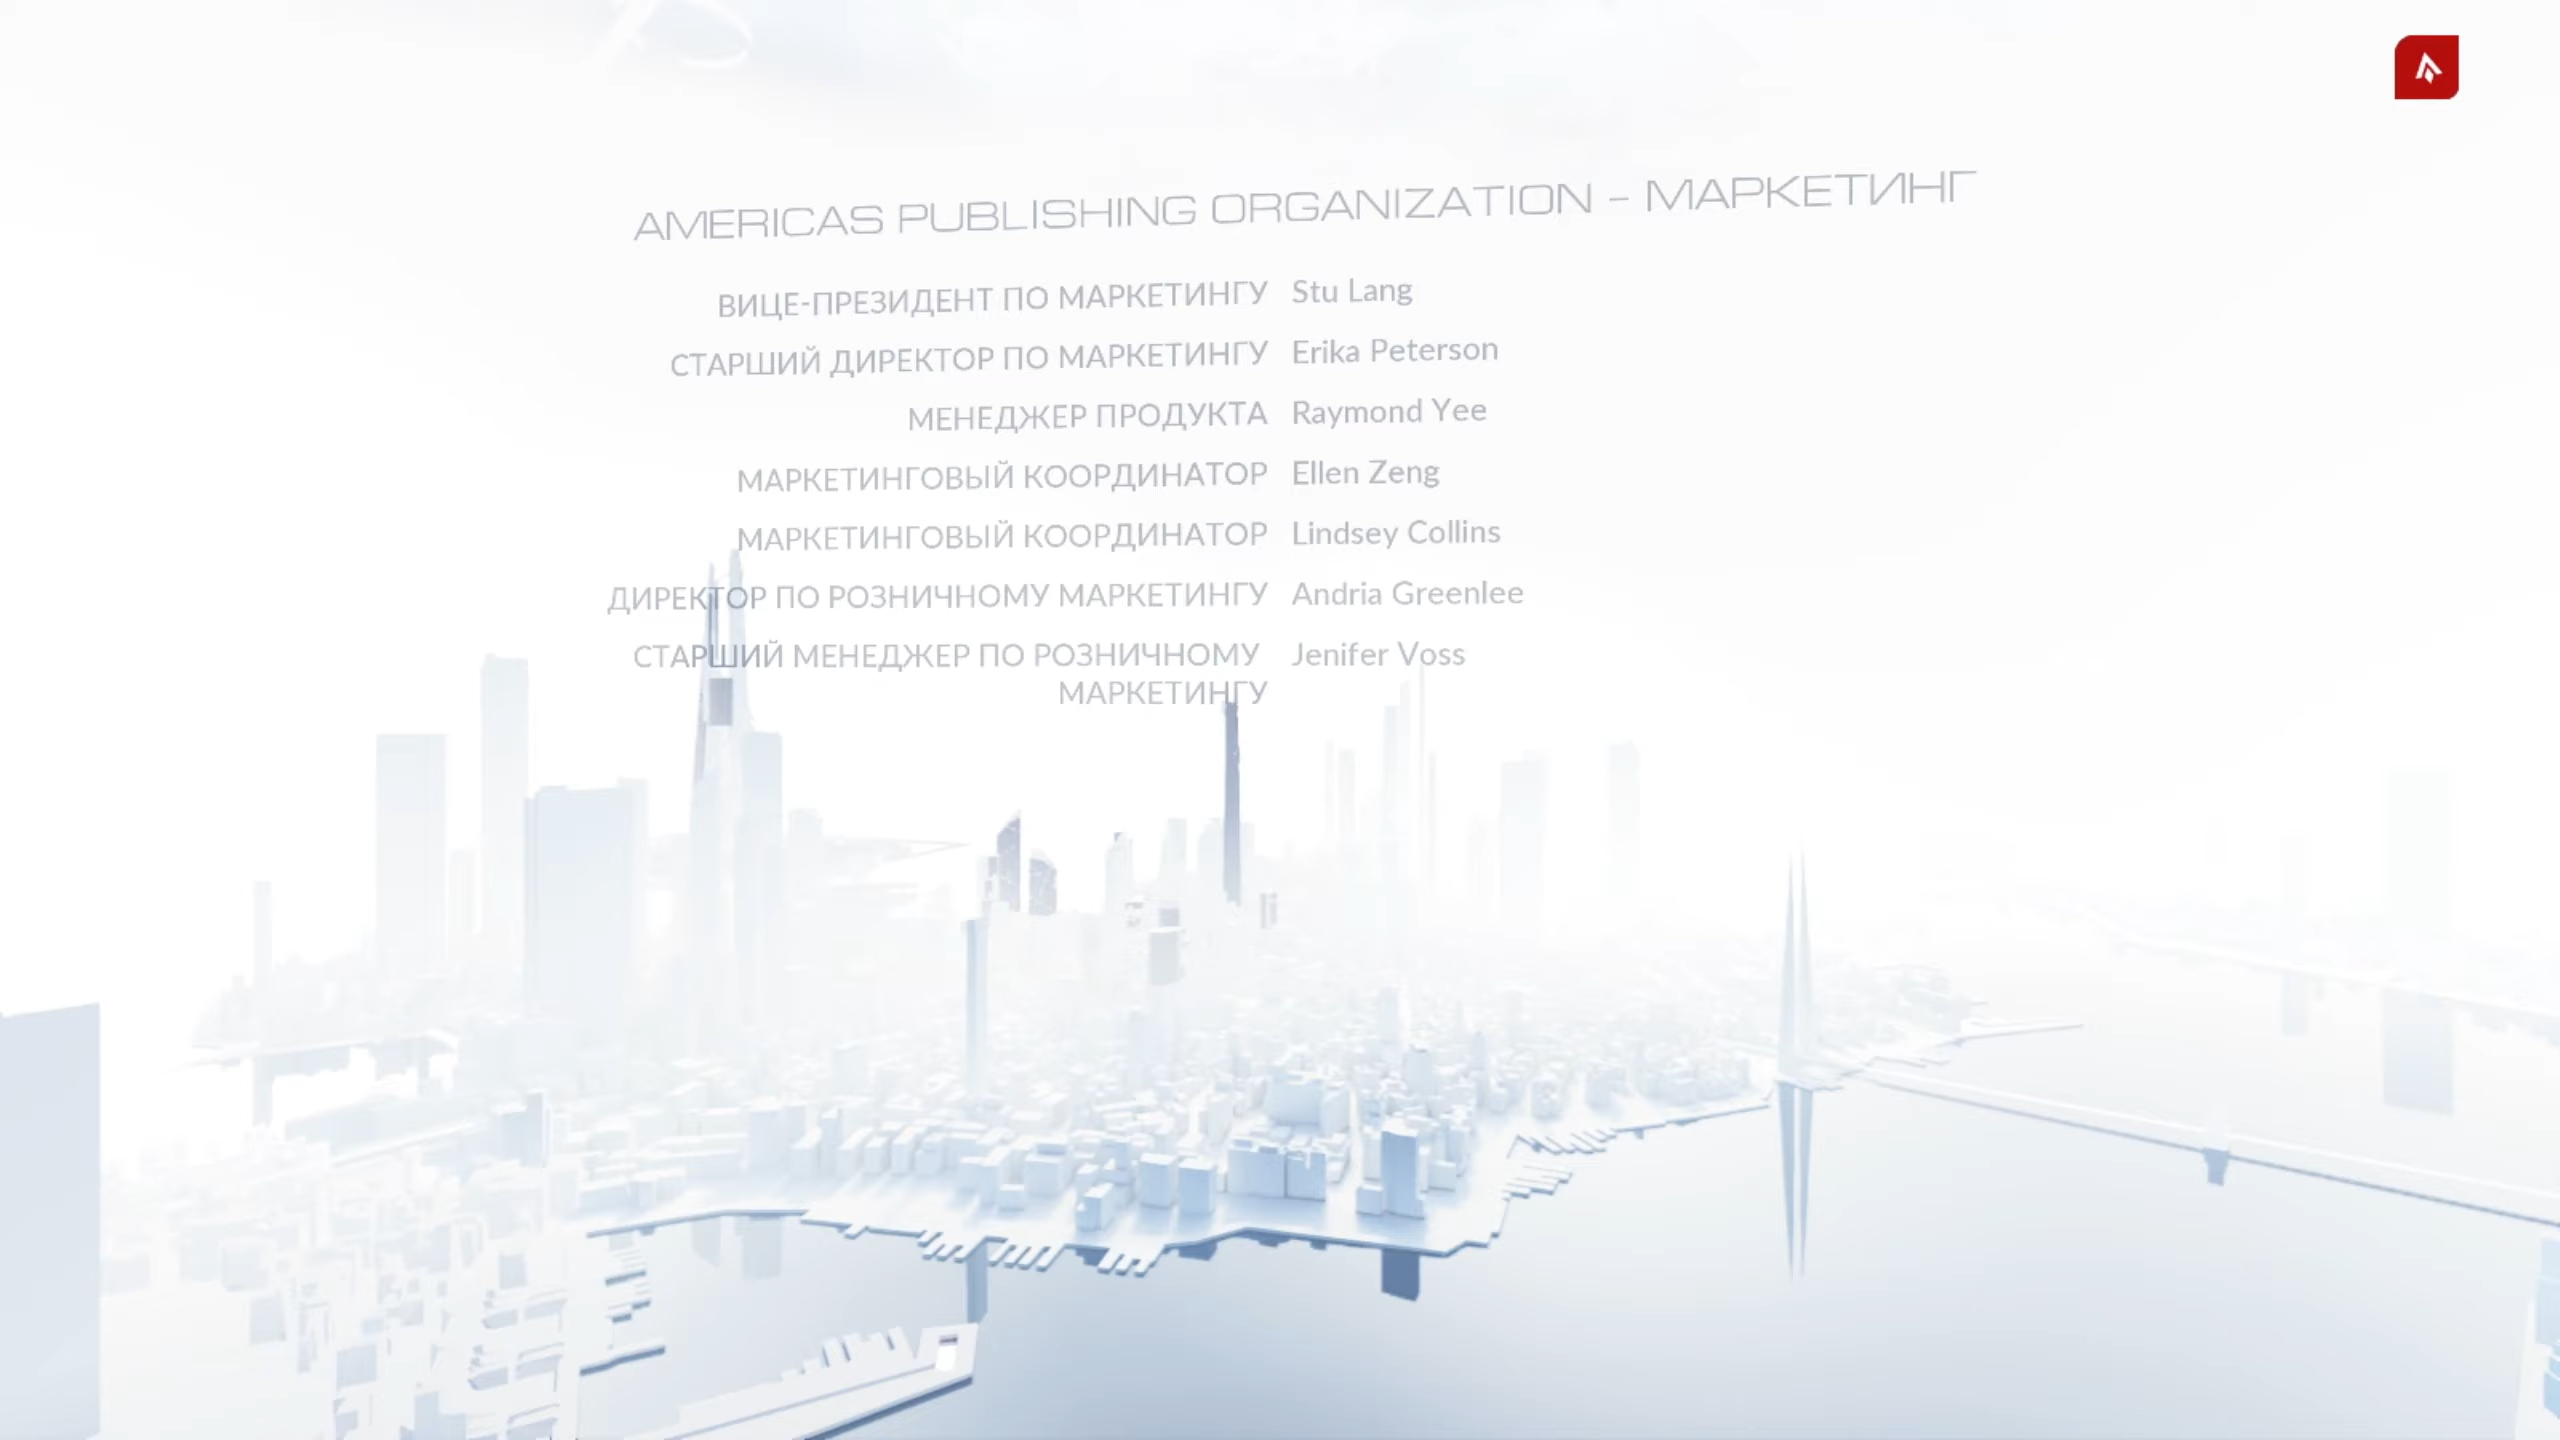 AMERICAS PUBLISHING ORGANIZATION – МАРКЕТИНГ
ВИЦЕ-ПРЕЗИДЕНТ ПО МАРКЕТИНГУ Stu Lang
СТАРШИЙ ДИРЕКТОР ПО МАРКЕТИНГУ Erika Peterson
МЕНЕДЖЕР ПРОДУКТА Raymond Yee
МАРКЕТИНГОВЫЙ КООРДИНАТОР Ellen Zeng
МАРКЕТИНГОВЫЙ КООРДИНАТОР Lindsey Collins
ДИРЕКТОР ПО РОЗНИЧНОМУ МАРКЕТИНГУ Andria Greenlee
СТАРШИЙ МЕНЕДЖЕР ПО РОЗНИЧНОМУ Jenifer Voss
МАРКЕТИНГУ